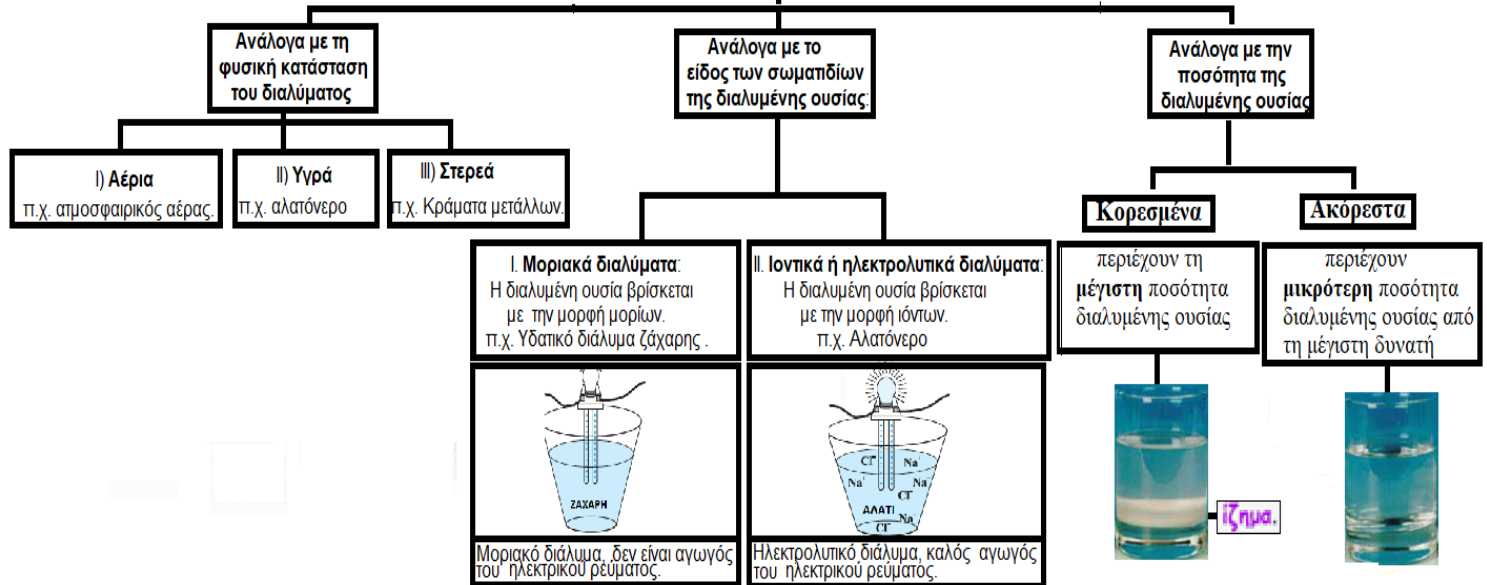 Ανάλογα με τη
φυσική κατάσταση
του διαλύματος
Ανάλογα με το
είδος των σωματιδίων
της διαλυμένης ουσίας:
Ανάλογα με την
ποσότητα της
διαλυμένης ουσίας
I) Αέρια
π.χ. ατμοσφαιρικός αέρας.
II) Υγρά
π.χ. αλατόνερο
III) Στερεά
π.χ. Κράματα μετάλλων.
Κορεσμένα
Ακόρεστα
I. Μοριακά διαλύματα:
Η διαλυμένη ουσία βρίσκεται
με την μορφή μορίων.
π.χ. Υδατικό διάλυμα ζάχαρης .
II. Ιοντικά ή ηλεκτρολυτικά διαλύματα:
Η διαλυμένη ουσία βρίσκεται
με την μορφή ιόντων.
π.χ. Αλατόνερο
περιέχουν τη
μέγιστη ποσότητα
διαλυμένης ουσίας
περιέχουν
μικρότερη ποσότητα
διαλυμένης ουσίας από
τη μέγιστη δυνατή
ΖΑΧΑΡΗ
Cl⁻ Na⁺
Na⁺ Na
Cl⁻
ΑΛΑΤΙ
Na
Cl⁻
ίζημα.
Μοριακό διάλυμα, δεν είναι αγωγός
του ηλεκτρικού ρεύματος.
Ηλεκτρολυτικό διάλυμα, καλός αγωγός
του ηλεκτρικού ρεύματος.